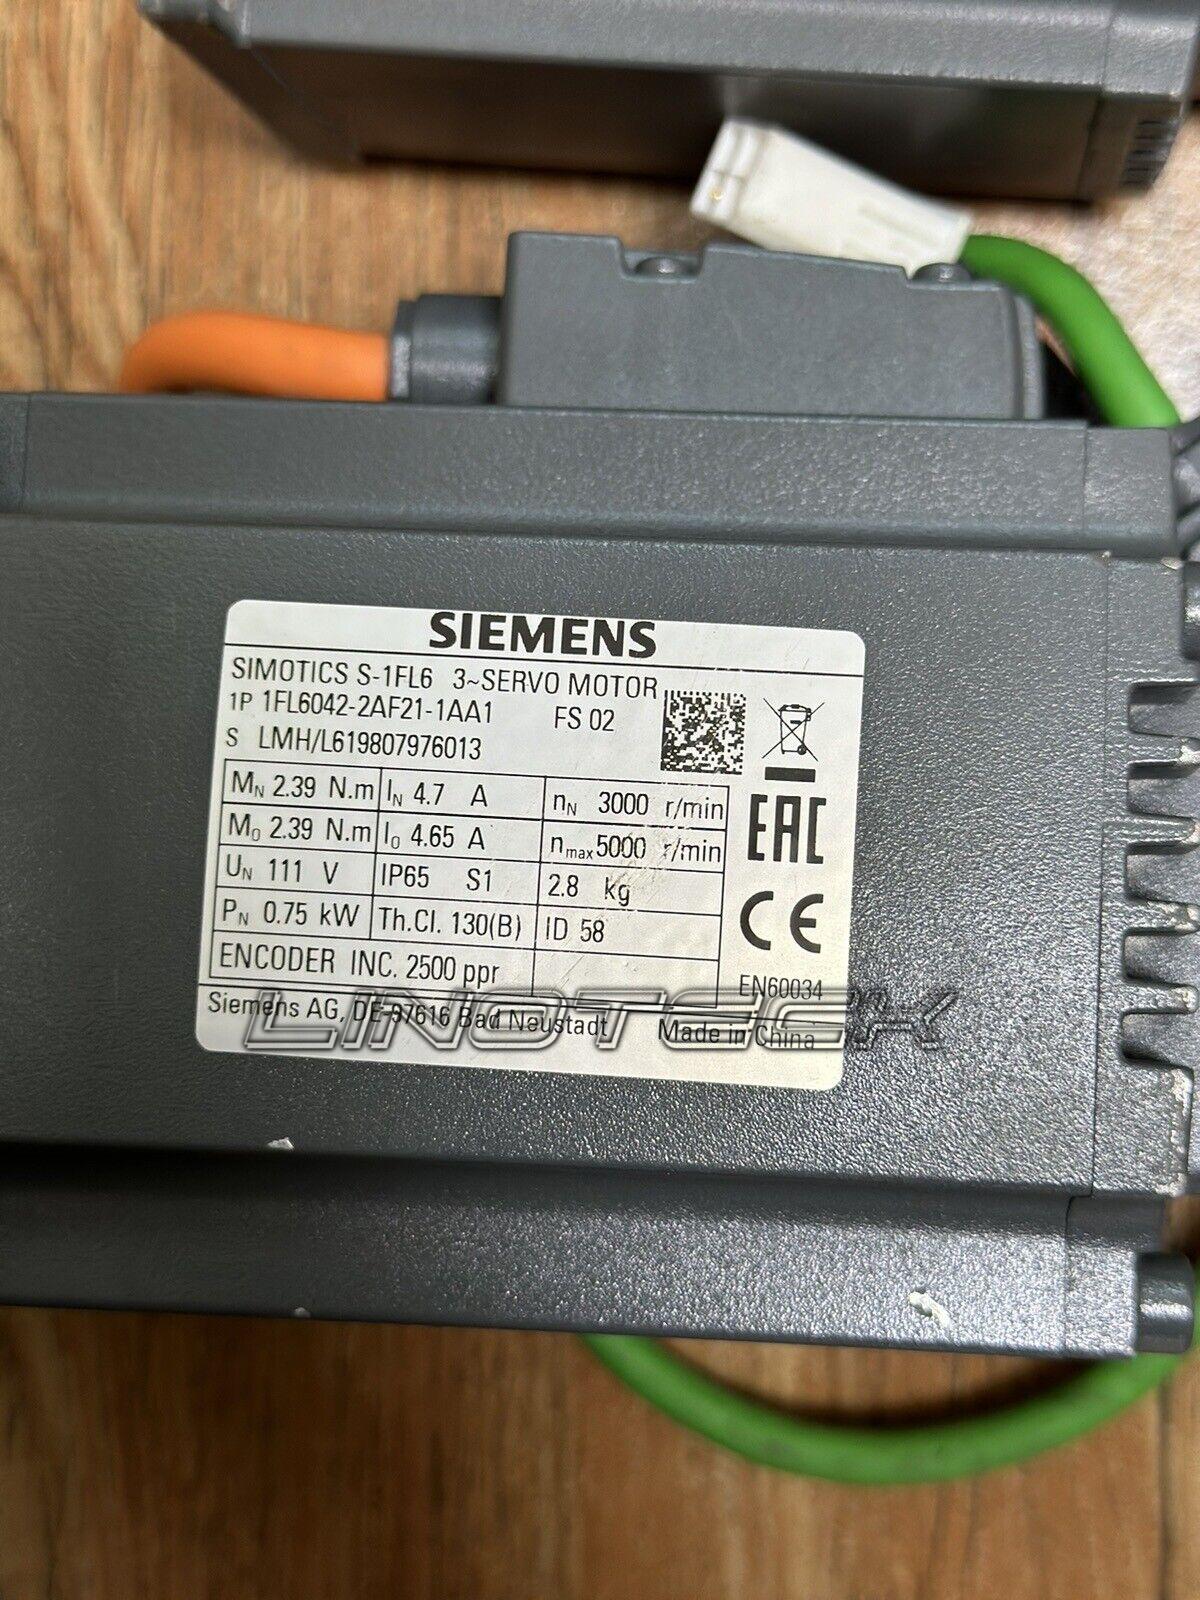 SIEMENS
SIMOTICS S-1FL6 3~SERVO MOTOR
1P 1FL6042-2AF21-1AA1 FS 02
S LMH/L619807976013
MN 2.39 N.m IN 4.7 A nN 3000 r/min
M0 2.39 N.m I0 4.65 A nmax 5000 r/min
UN 111 V IP65 S1 2.8 kg
PN 0.75 kW Th.Cl. 130(B) ID 58
ENCODER INC. 2500 ppr
EAC
CE
EN60034
Siemens AG, DE-97616 Bad Neustadt Made in China
LINOTECK